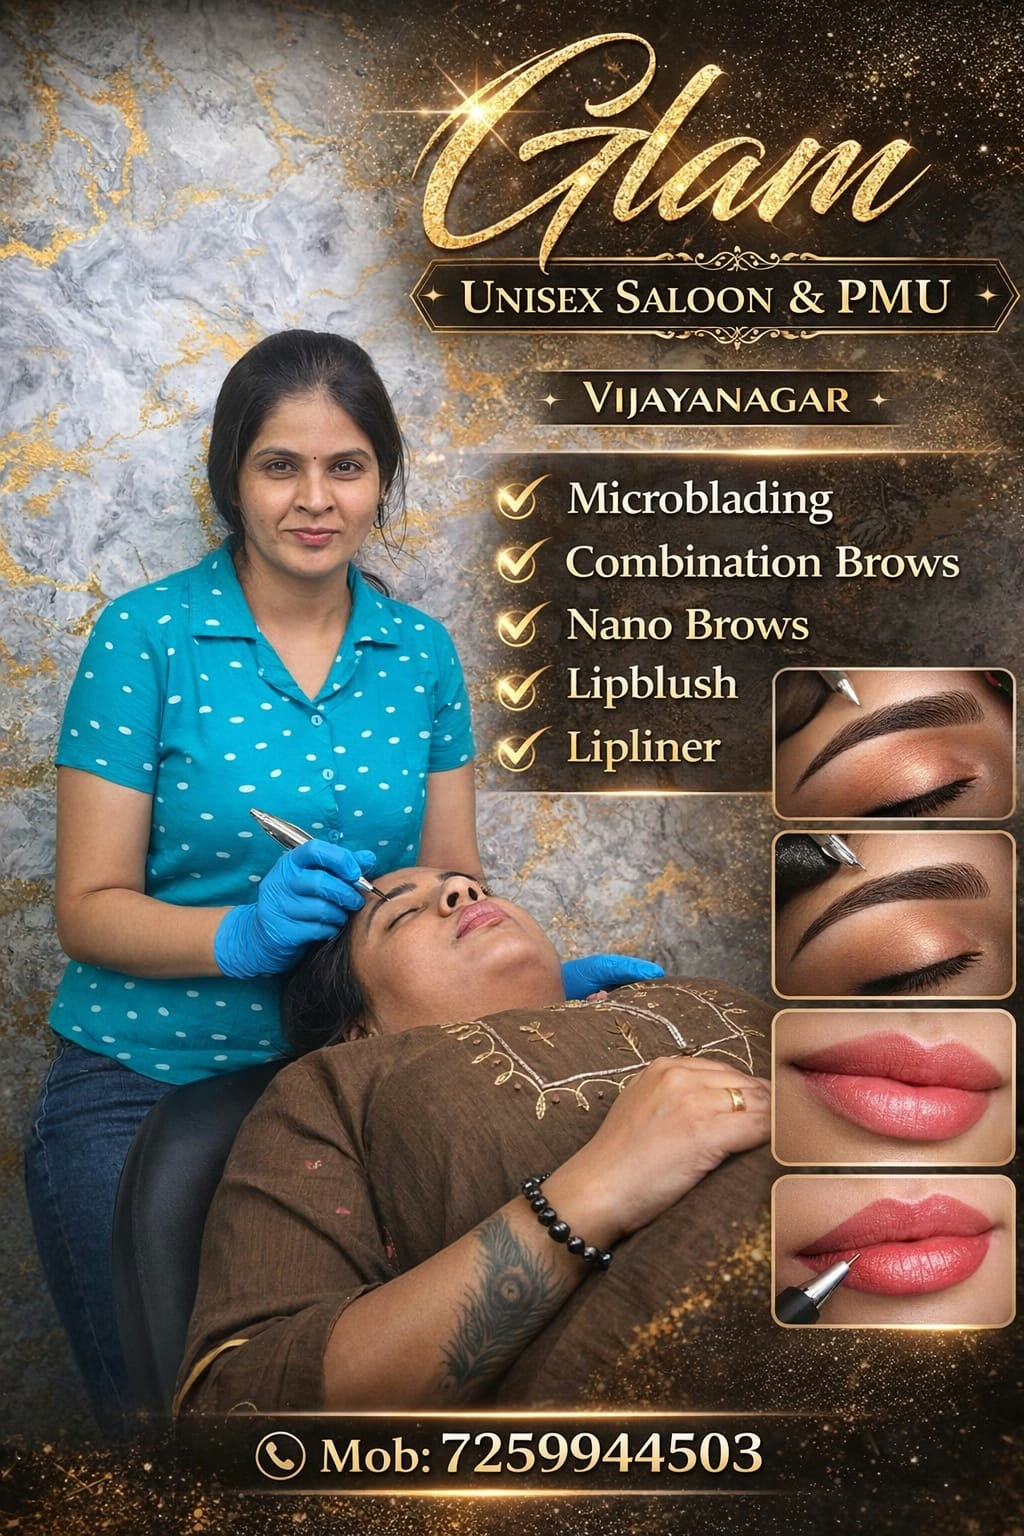 Glam
Unisex Saloon & PMU
Vijayanagar
Microblading
Combination Brows
Nano Brows
Lipblush
Lipliner
Mob: 7259944503